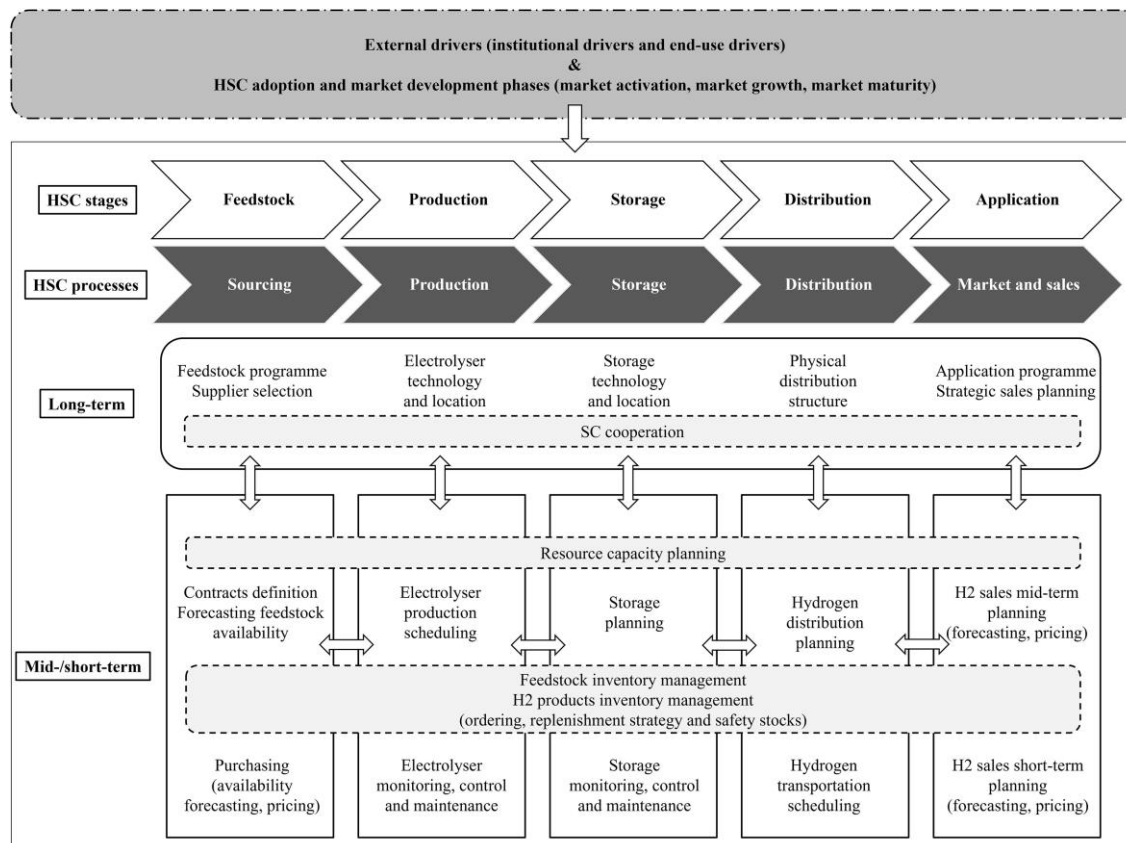 External drivers (institutional drivers and end-use drivers)
&
HSC adoption and market development phases (market activation, market growth, market maturity)
HSC stages
Feedstock
Production
Storage
Distribution
Application
HSC processes
Sourcing
Production
Storage
Distribution
Market and sales
Long-term
Feedstock programme
Supplier selection
Electrolyser
technology
and location
Storage
technology
and location
Physical
distribution
structure
Application programme
Strategic sales planning
SC cooperation
Mid-/short-term
Resource capacity planning
Contracts definition
Forecasting feedstock
availability
Electrolyser
production
scheduling
Storage
planning
Hydrogen
distribution
planning
H2 sales mid-term
planning
(forecasting, pricing)
Feedstock inventory management
H2 products inventory management
(ordering, replenishment strategy and safety stocks)
Purchasing
(availability
forecasting, pricing)
Electrolyser
monitoring, control
and maintenance
Storage
monitoring, control
and maintenance
Hydrogen
transportation
scheduling
H2 sales short-term
planning
(forecasting, pricing)